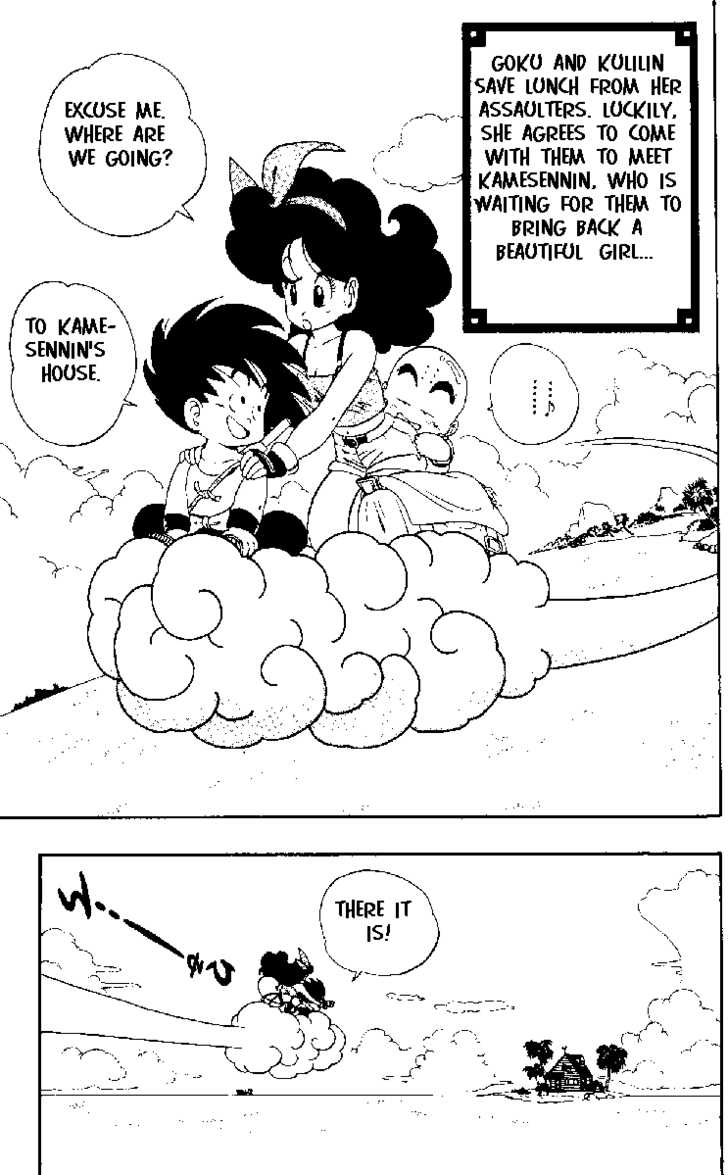 GOKU AND KULILIN
SAVE LUNCH FROM HER
ASSAULTERS. LUCKILY,
SHE AGREES TO COME
WITH THEM TO MEET
KAMESENNIN, WHO IS
WAITING FOR THEM TO
BRING BACK A
BEAUTIFUL GIRL...
EXCUSE ME.
WHERE ARE
WE GOING?
TO KAME-
SENNIN'S
HOUSE.
......♪
THERE IT
IS!